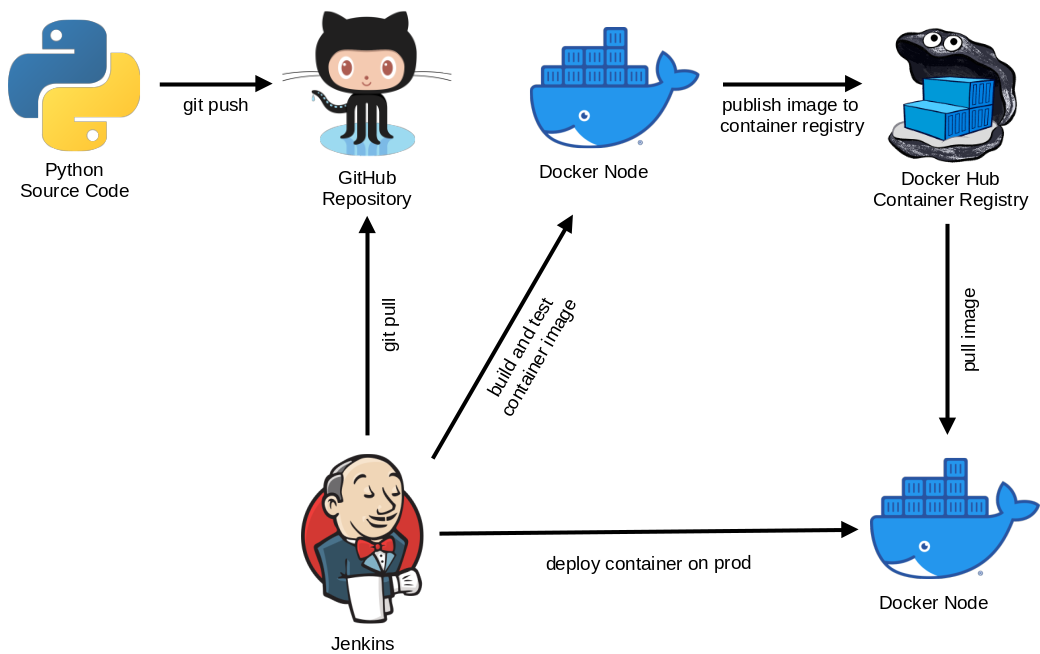 git push
publish image to
container registry
Python
Source Code
GitHub
Repository
Docker Node
Docker Hub
Container Registry
git pull
build and test
container image
pull image
deploy container on prod
Jenkins
Docker Node